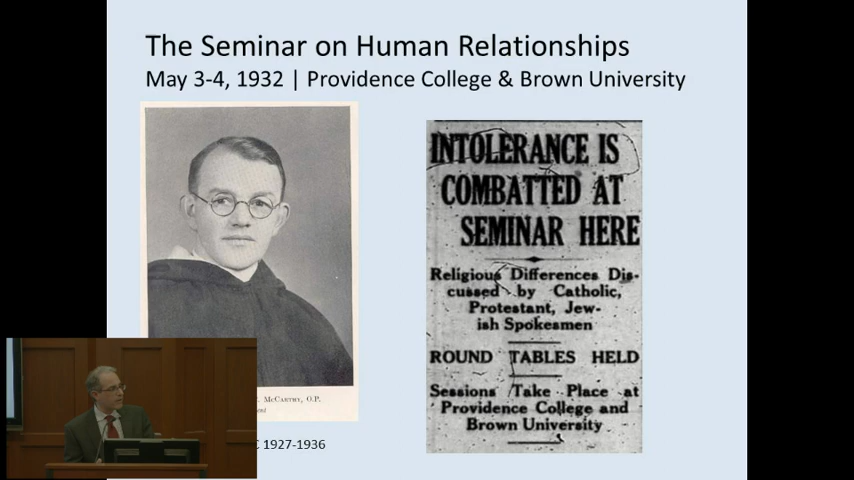 The Seminar on Human Relationships
May 3-4, 1932 | Providence College & Brown University
INTOLERANCE IS
COMBATTED AT
SEMINAR HERE
Religious Differences Dis-
cussed by Catholic,
Protestant, Jew-
ish Spokesmen
ROUND TABLES HELD
Sessions Take Place at
Providence College and
Brown University
McCarthy, O.P.
1927-1936